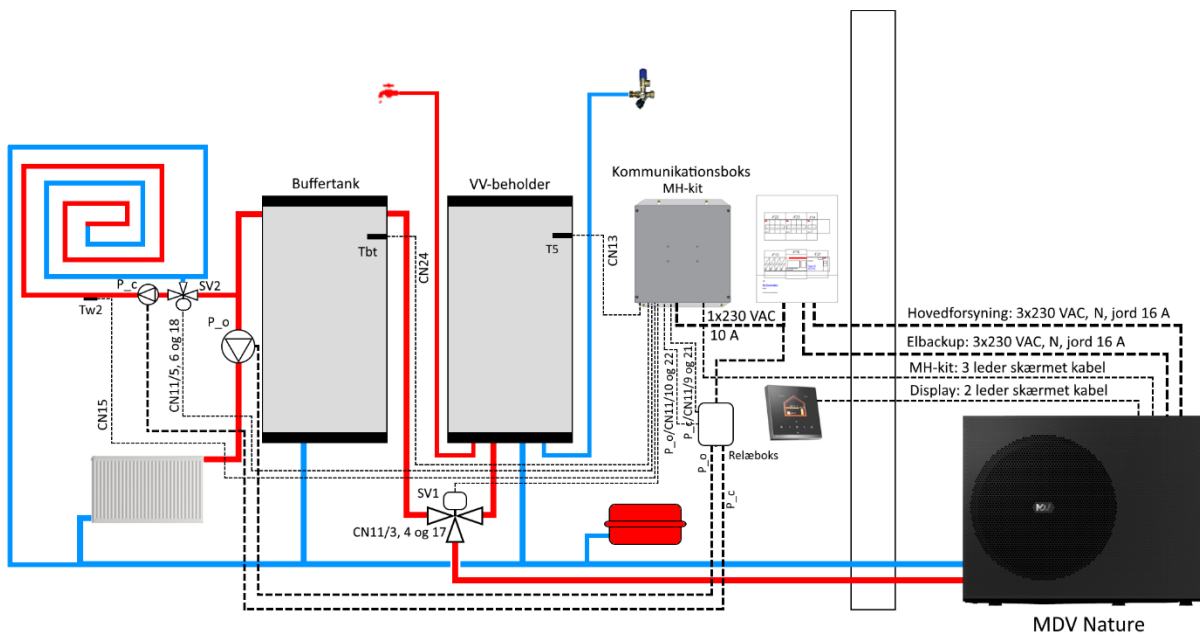 Kommunikationsboks
MH-kit
Buffertank
VV-beholder
Tbt
CN24
T5
CN13
P_c
SV2
Tw2
P_o
CN11/5, 6 og 18
CN15
1x230 VAC
10 A
P_o/CN11/10 og 22
P_c/CN11/9 og 21
Hovedforsyning: 3x230 VAC, N, jord 16 A
Elbackup: 3x230 VAC, N, jord 16 A
MH-kit: 3 leder skærmet kabel
Display: 2 leder skærmet kabel
Relæboks
P_o
P_c
SV1
CN11/3, 4 og 17
MDV Nature